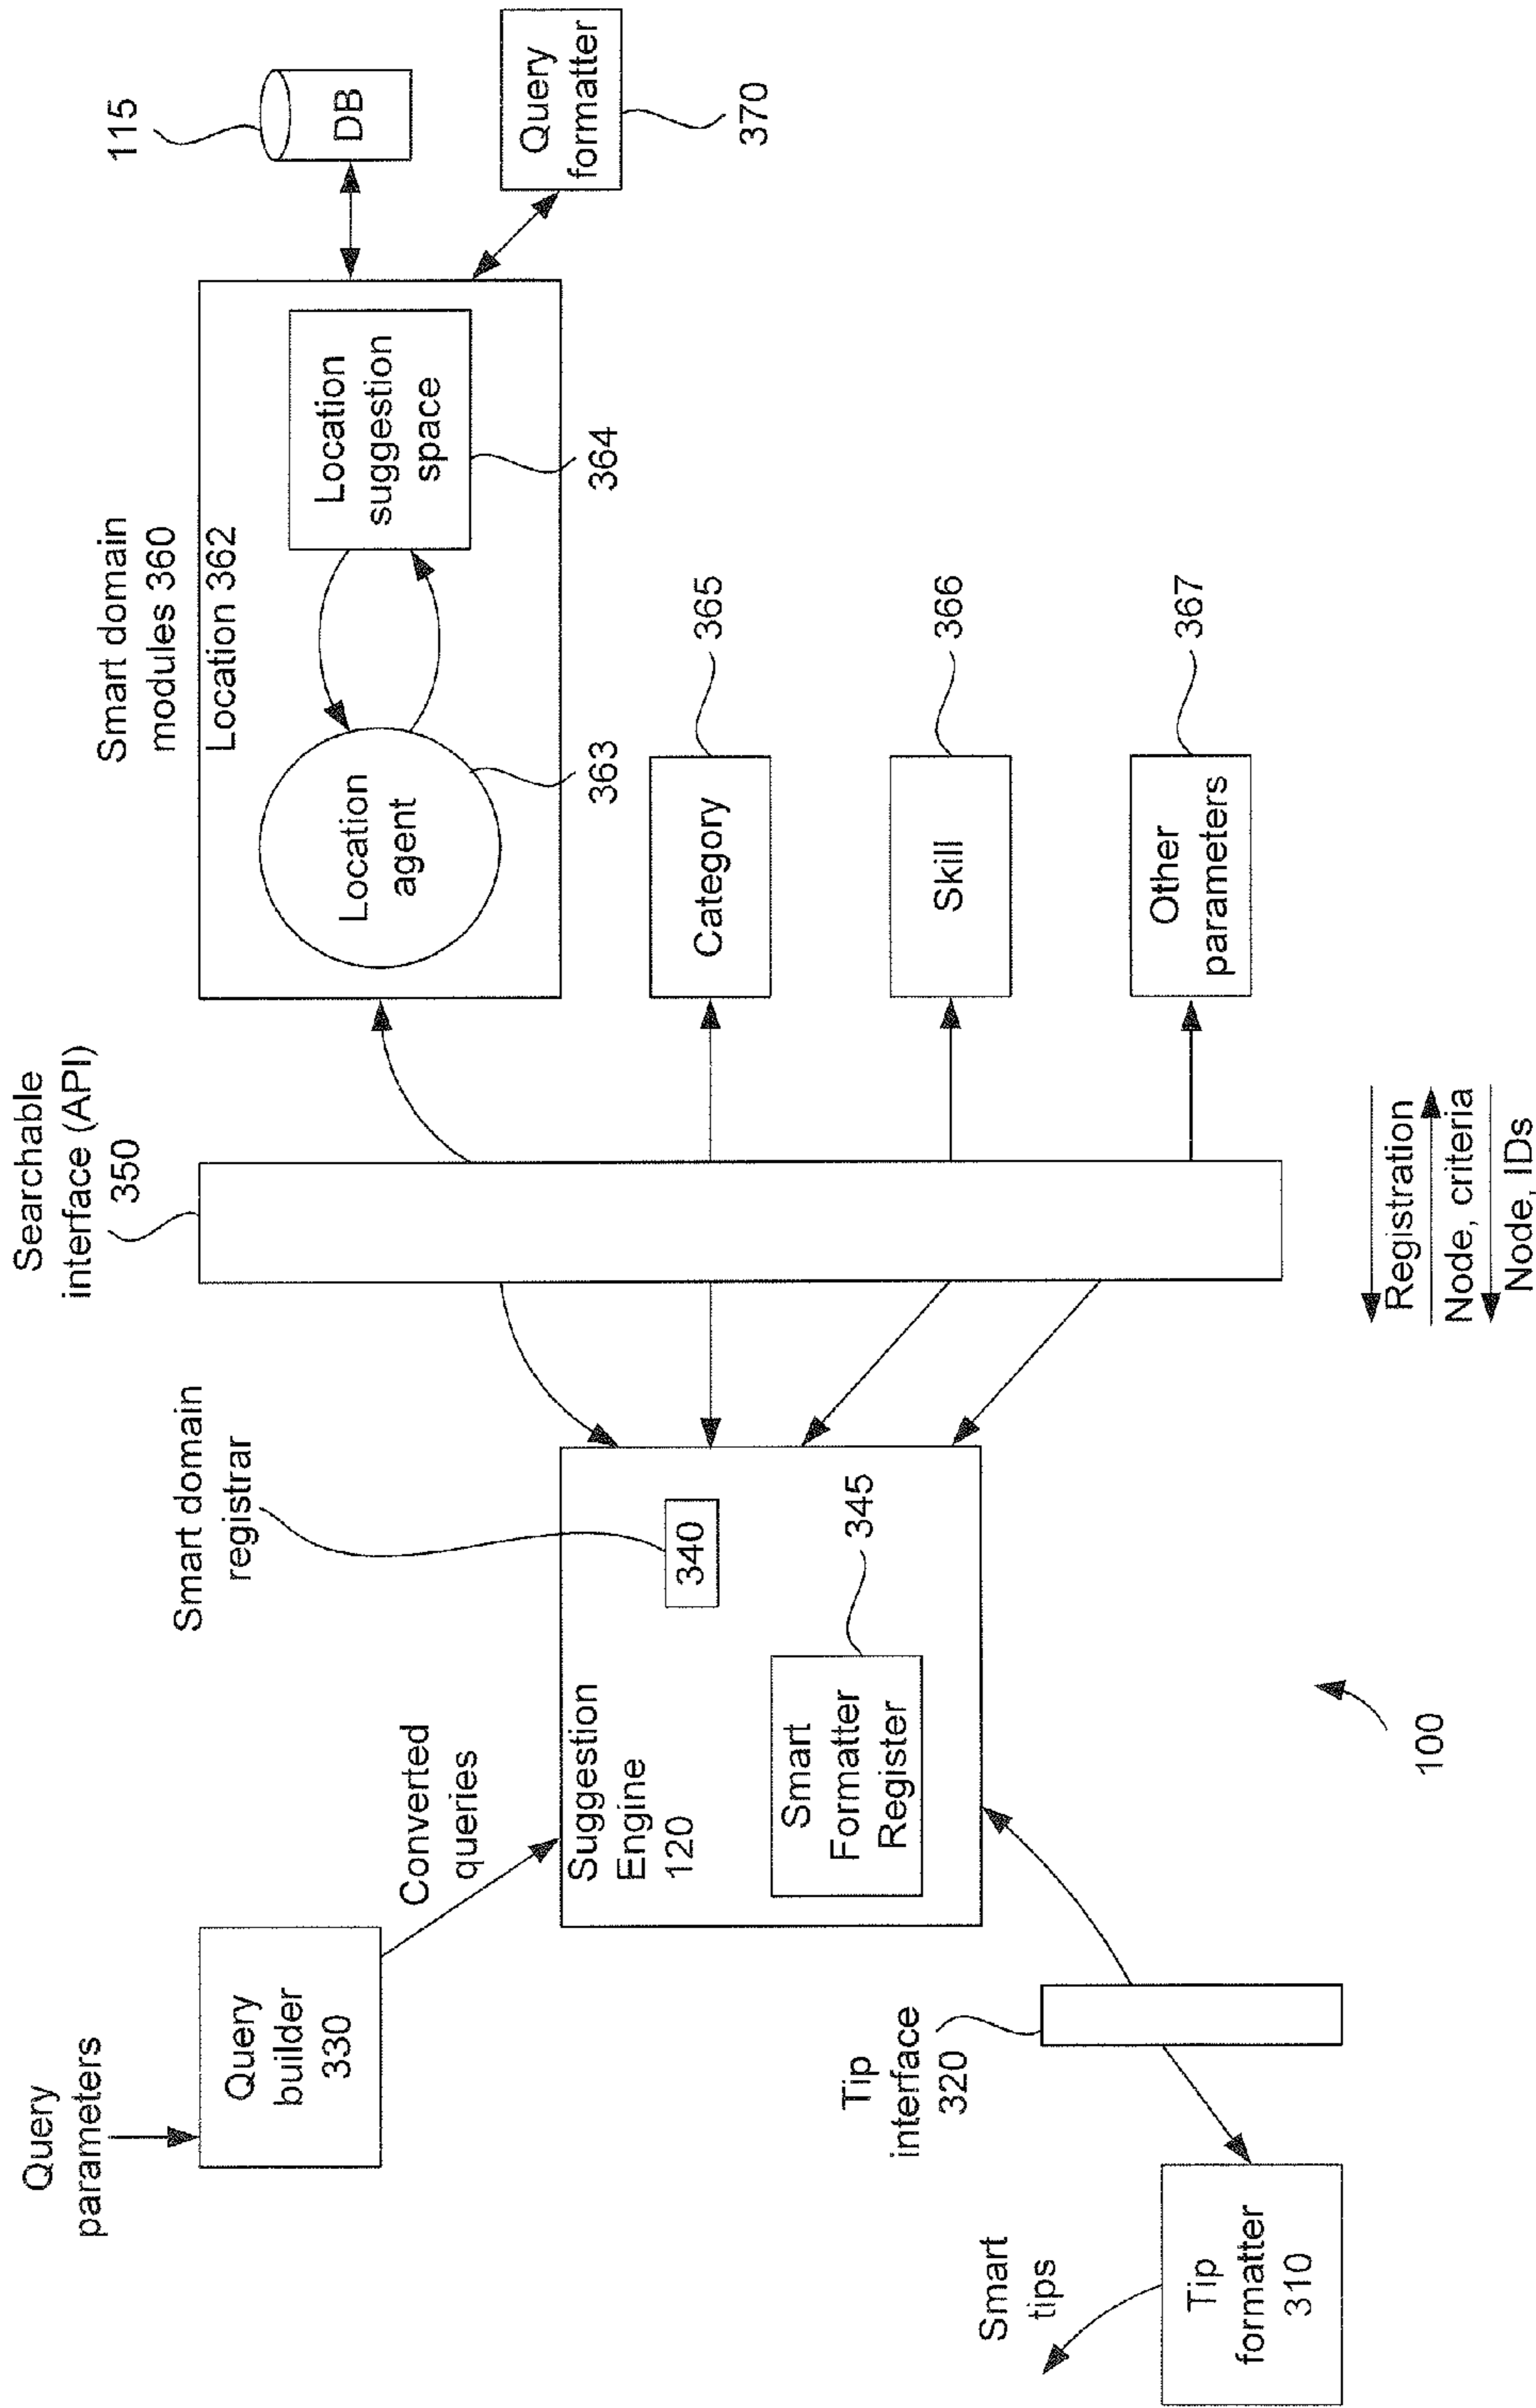 Query
parameters
Query
builder
330
Converted
queries
Smart domain
registrar
Suggestion
Engine
120
340
Smart
Formatter
Register
345
Smart
tips
Tip
formatter
310
Tip
interface
320
100
Searchable
interface (API)
350
Registration
Node, criteria
Node, IDs
Smart domain
modules 360
Location 362
Location
agent
363
Location
suggestion
space
364
Category
365
Skill
366
Other
parameters
367
115
DB
Query
formatter
370